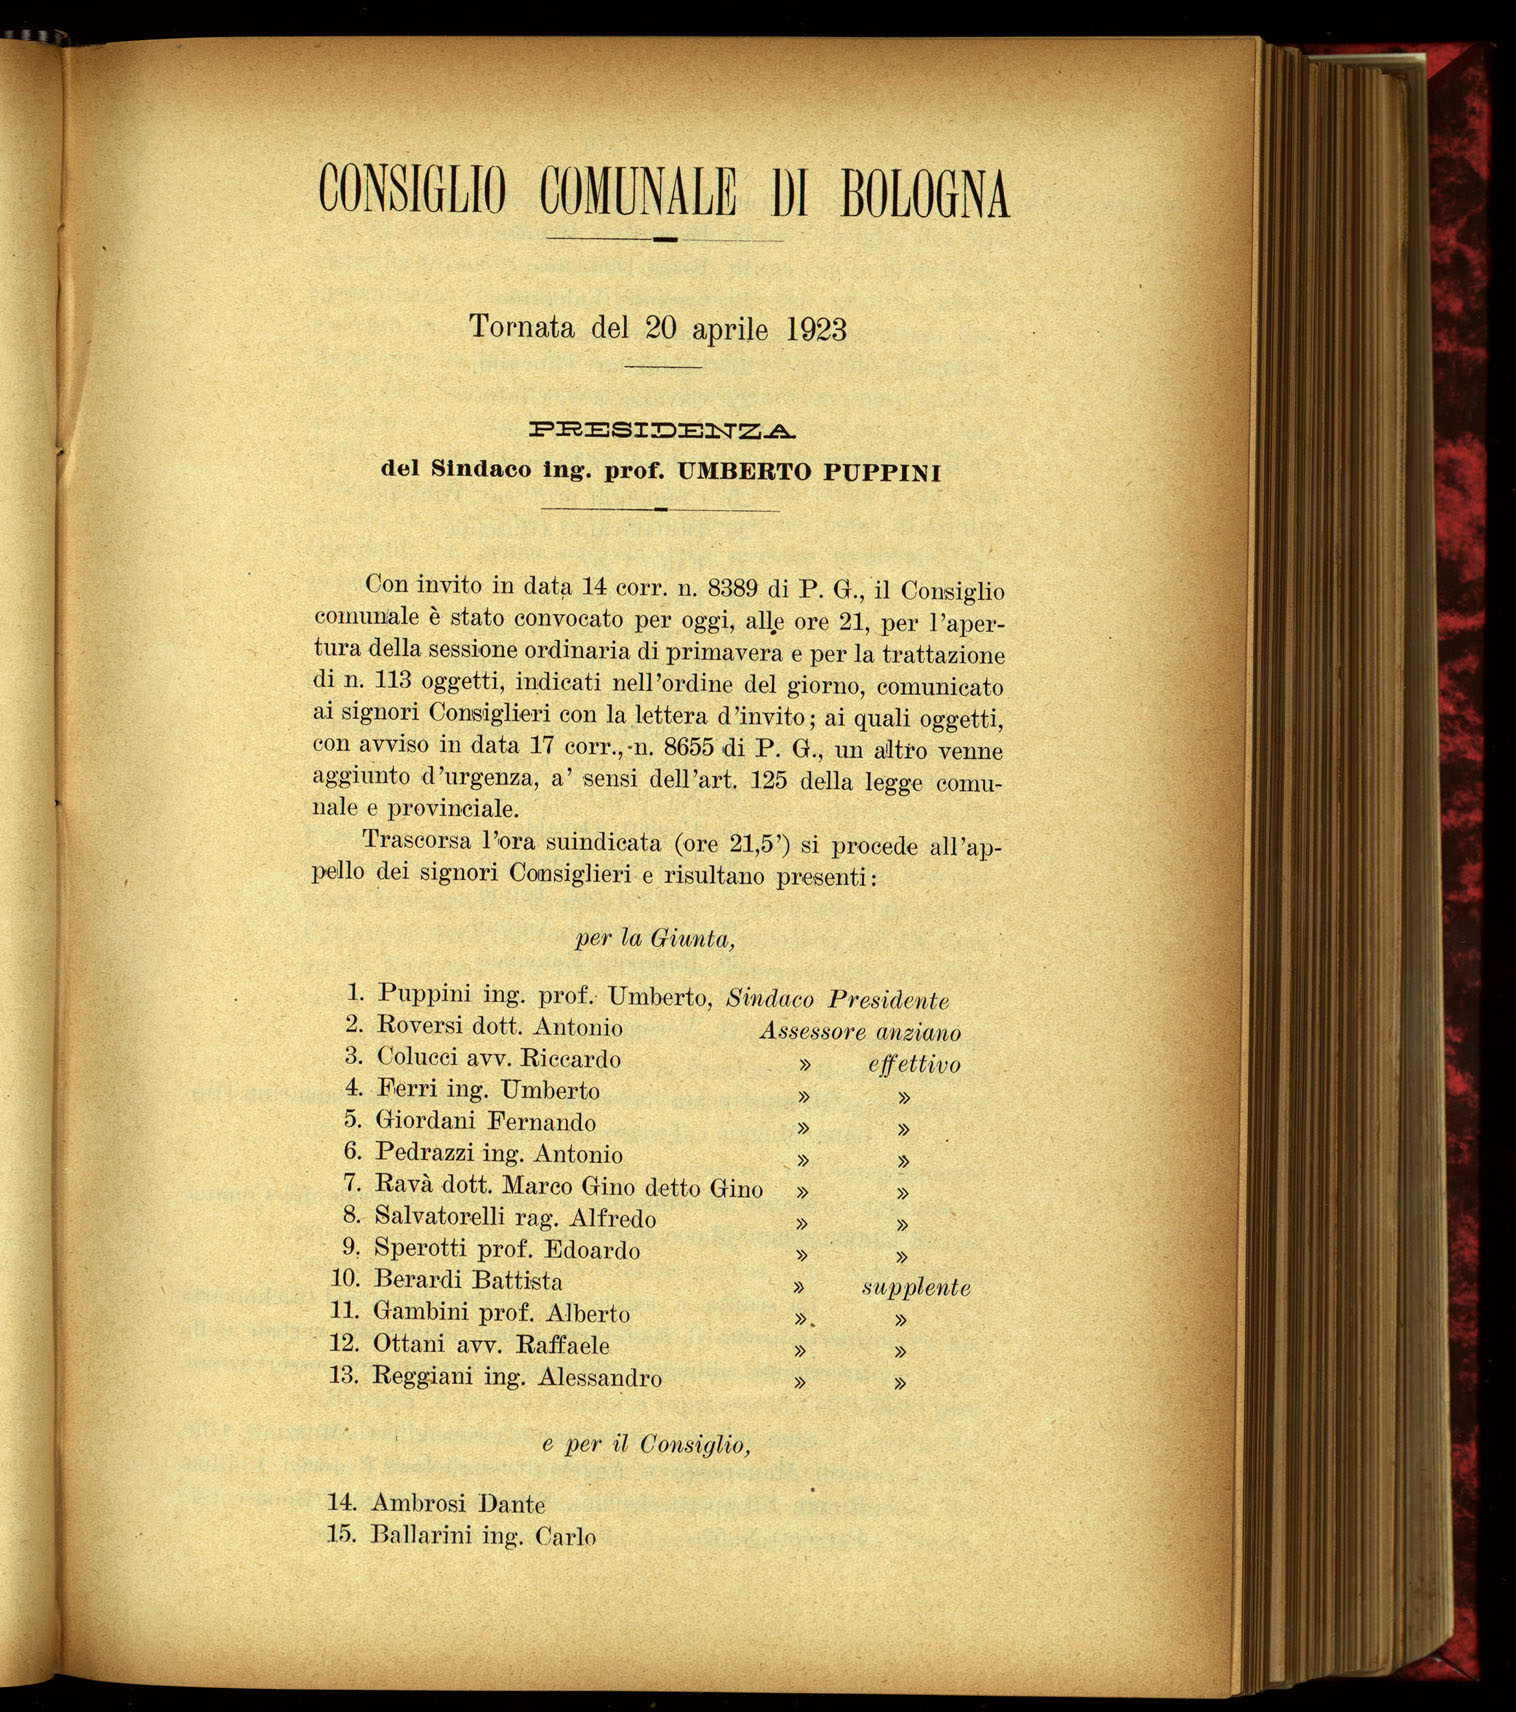 CONSIGLIO COMUNALE DI BOLOGNA
Tornata del 20 aprile 1923
PRESIDENZA
del Sindaco ing. prof. UMBERTO PUPPINI
Con invito in data 14 corr. n. 8389 di P. G., il Consiglio
comunale è stato convocato per oggi, alle ore 21, per l'aper-
tura della sessione ordinaria di primavera e per la trattazione
di n. 113 oggetti, indicati nell'ordine del giorno, comunicato
ai signori Consiglieri con la lettera d'invito; ai quali oggetti,
con avviso in data 17 corr., n. 8655 di P. G., un altro venne
aggiunto d'urgenza, a' sensi dell'art. 125 della legge comu-
nale e provinciale.
Trascorsa l'ora suindicata (ore 21,5') si procede all'ap-
pello dei signori Consiglieri e risultano presenti:
per la Giunta,
1. Puppini ing. prof. Umberto, Sindaco Presidente
2. Roversi dott. Antonio Assessore anziano
3. Colucci avv. Riccardo » effettivo
4. Ferri ing. Umberto » »
5. Giordani Fernando » »
6. Pedrazzi ing. Antonio » »
7. Ravà dott. Marco Gino detto Gino » »
8. Salvatorelli rag. Alfredo » »
9. Sperotti prof. Edoardo » »
10. Berardi Battista » supplente
11. Gambini prof. Alberto » »
12. Ottani avv. Raffaele » »
13. Reggiani ing. Alessandro » »
e per il Consiglio,
14. Ambrosi Dante
15. Ballarini ing. Carlo